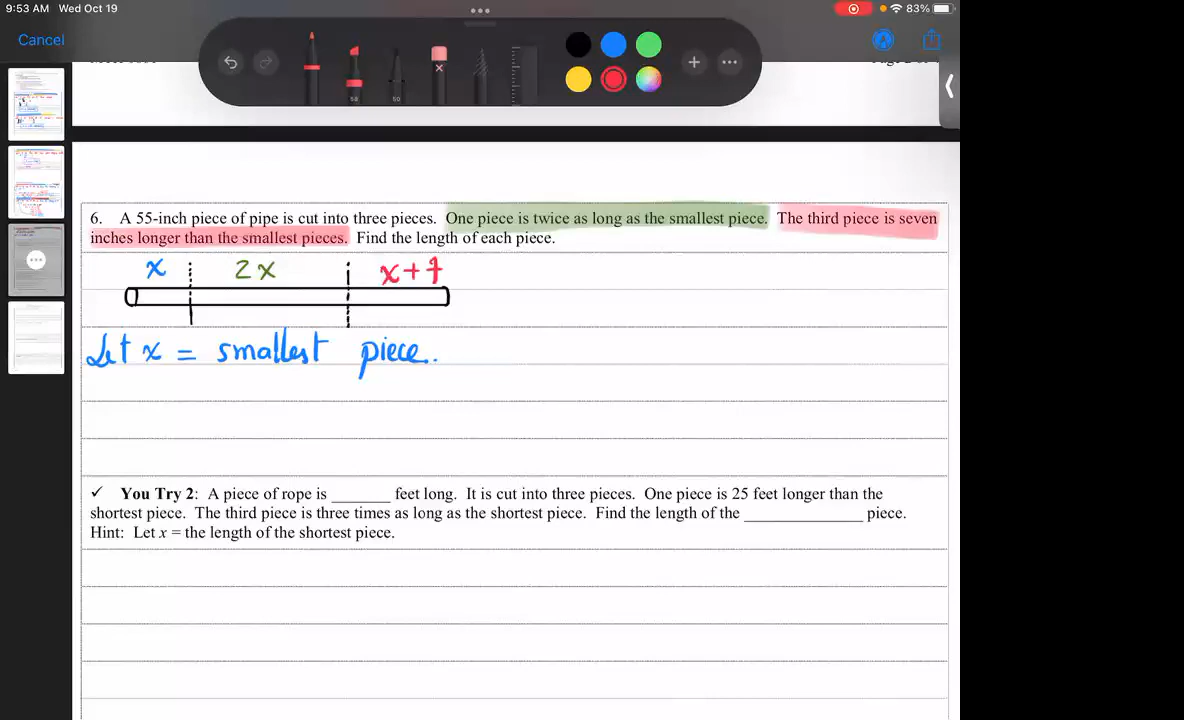 9:53 AM Wed Oct 19
83%
Cancel
50
50
6. A 55-inch piece of pipe is cut into three pieces. One piece is twice as long as the smallest piece. The third piece is seven
inches longer than the smallest pieces. Find the length of each piece.
x 2x x+7
Let x = smallest piece.
✓ You Try 2: A piece of rope is ______ feet long. It is cut into three pieces. One piece is 25 feet longer than the
shortest piece. The third piece is three times as long as the shortest piece. Find the length of the ____________ piece.
Hint: Let x = the length of the shortest piece.